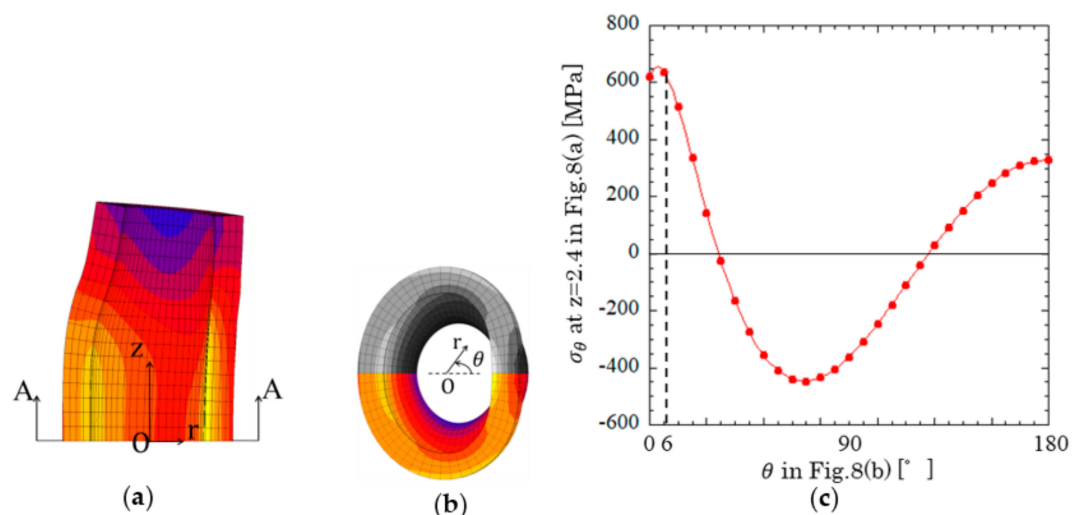 z
A
A
O
r
(a)
r
θ
O
(b)
σθ at z=2.4 in Fig.8(a) [MPa]
800
600
400
200
0
-200
-400
-600
0 6 90 180
θ in Fig.8(b) [° ]
(c)